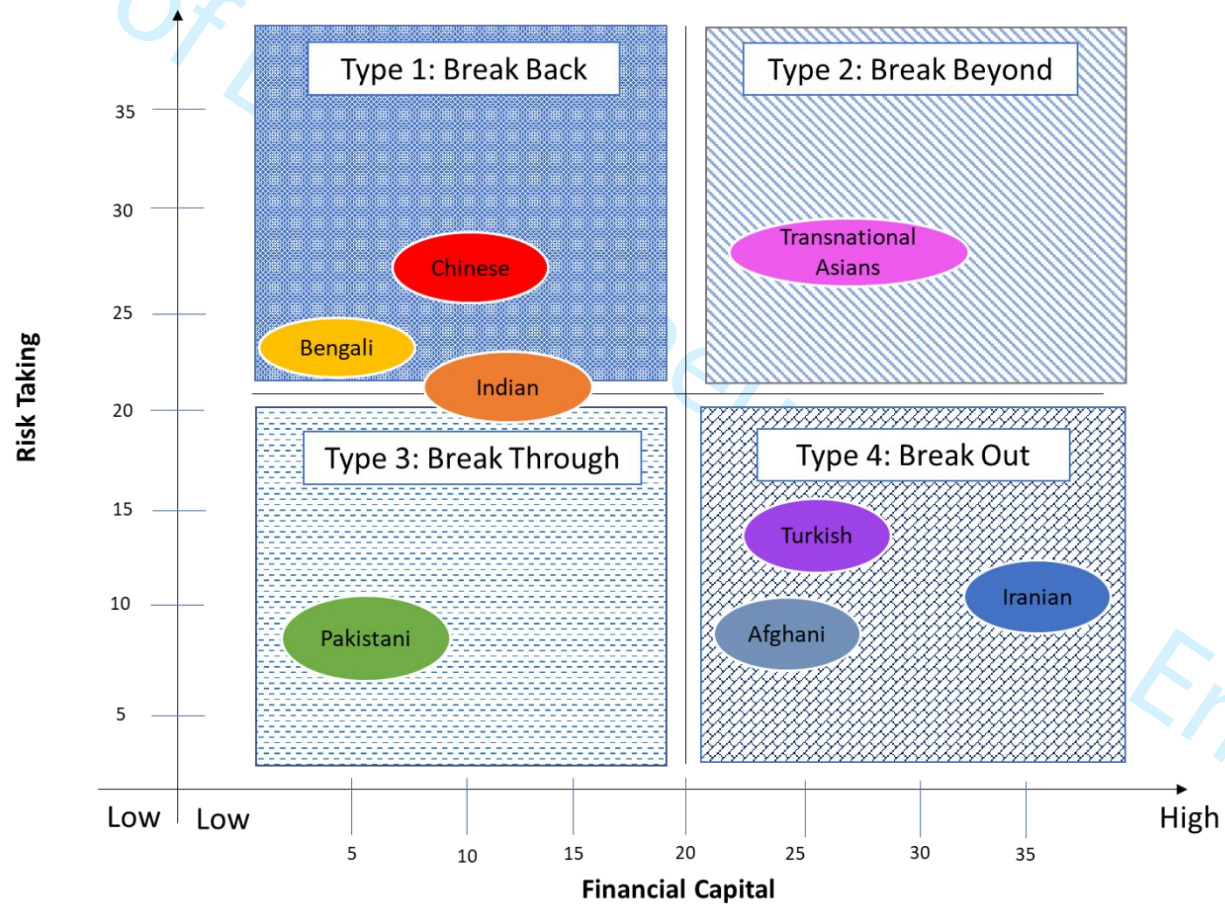 Type 1: Break Back
Type 2: Break Beyond
35
30
Transnational
Asians
Chinese
25
Bengali
Indian
20
Risk Taking
Type 3: Break Through
Type 4: Break Out
15
Turkish
10
Iranian
Pakistani
Afghani
5
Low
Low
High
5
10
15
20
25
30
35
Financial Capital
of